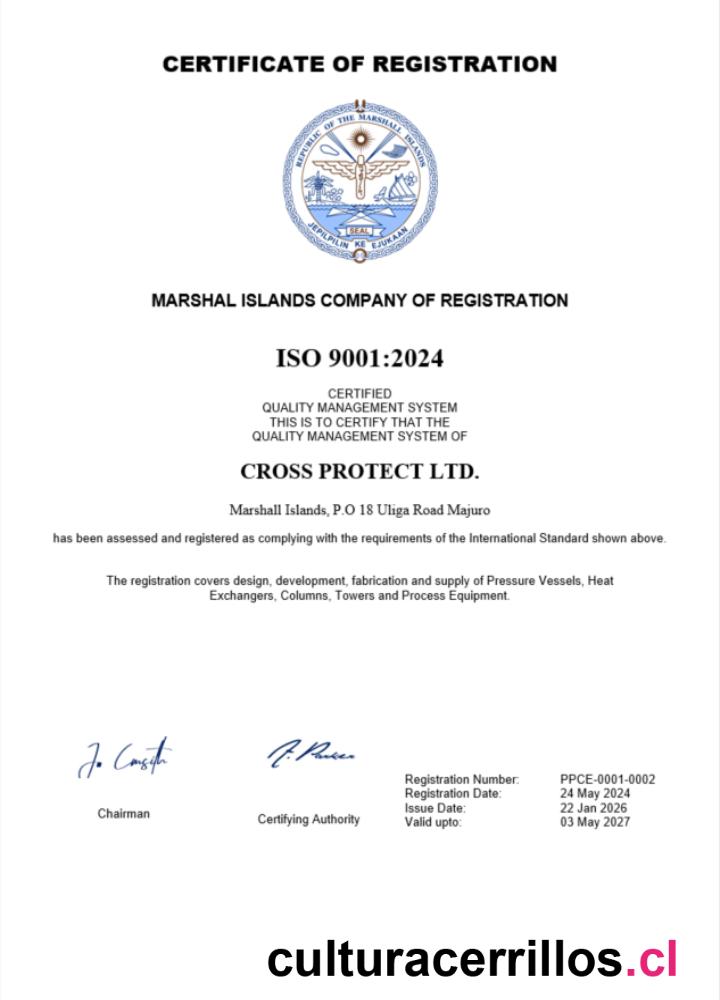 CERTIFICATE OF REGISTRATION
REPUBLIC OF THE MARSHALL ISLANDS
SEAL
JEPILPILIN KE EJUKAAN
MARSHAL ISLANDS COMPANY OF REGISTRATION
ISO 9001:2024
CERTIFIED
QUALITY MANAGEMENT SYSTEM
THIS IS TO CERTIFY THAT THE
QUALITY MANAGEMENT SYSTEM OF
CROSS PROTECT LTD.
Marshall Islands, P.O 18 Uliga Road Majuro
has been assessed and registered as complying with the requirements of the International Standard shown above.
The registration covers design, development, fabrication and supply of Pressure Vessels, Heat
Exchangers, Columns, Towers and Process Equipment.
Chairman
Certifying Authority
Registration Number: PPCE-0001-0002
Registration Date: 24 May 2024
Issue Date: 22 Jan 2026
Valid upto: 03 May 2027
culturacerrillos.cl